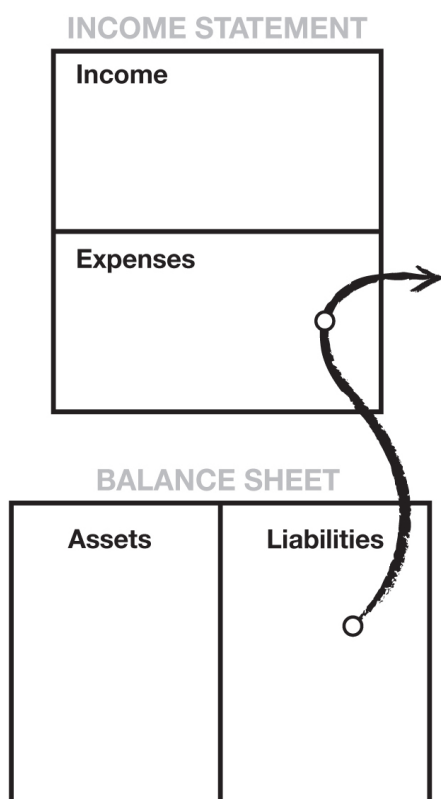 INCOME STATEMENT
Income
Expenses
BALANCE SHEET
Assets Liabilities